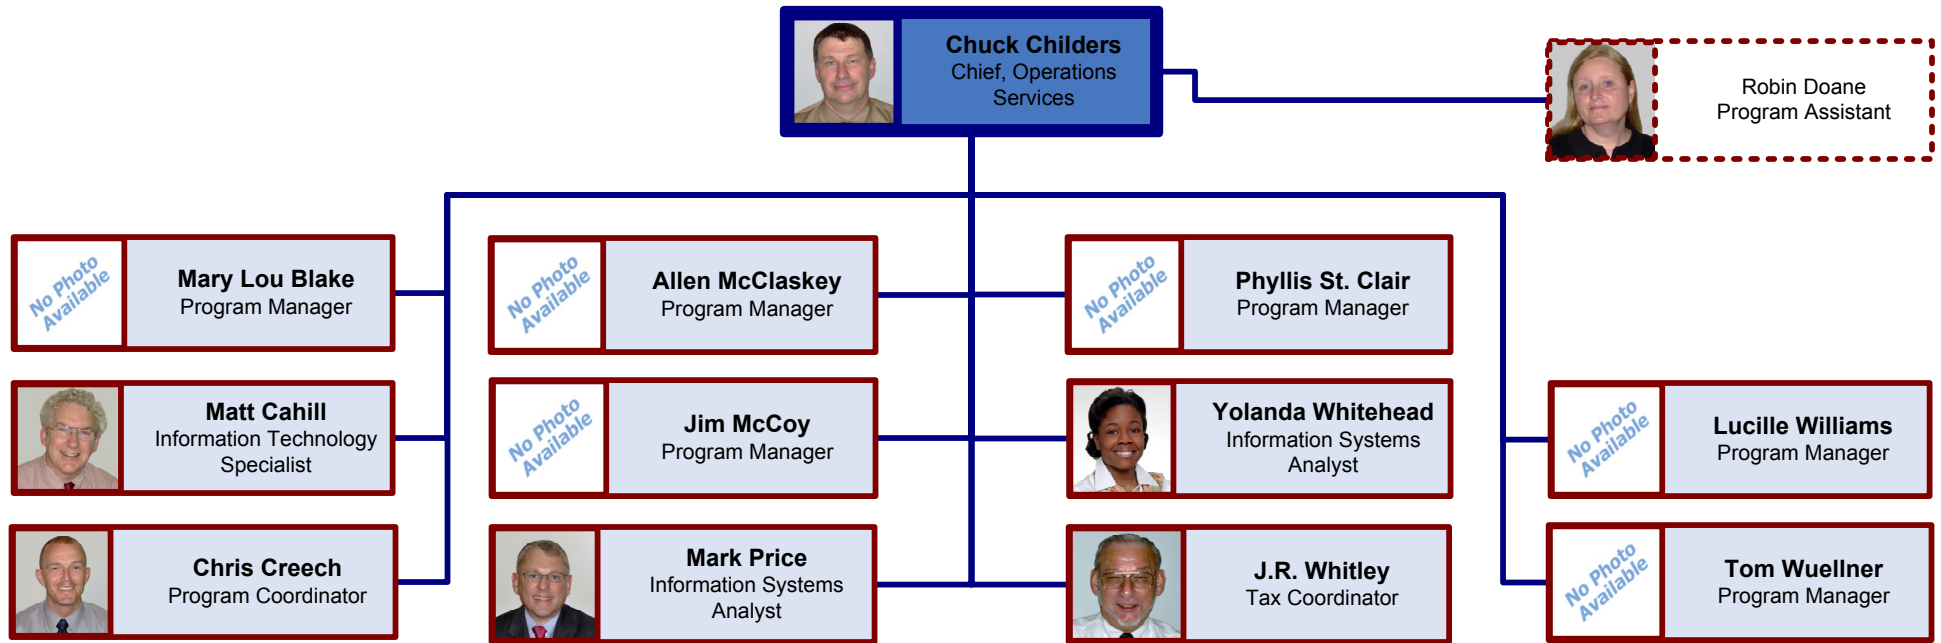 Chuck Childers
Chief, Operations
Services
Robin Doane
Program Assistant
No Photo
Available
Mary Lou Blake
Program Manager
No Photo
Available
Allen McClaskey
Program Manager
No Photo
Available
Phyllis St. Clair
Program Manager
Matt Cahill
Information Technology
Specialist
No Photo
Available
Jim McCoy
Program Manager
Yolanda Whitehead
Information Systems
Analyst
No Photo
Available
Lucille Williams
Program Manager
Chris Creech
Program Coordinator
Mark Price
Information Systems
Analyst
J.R. Whitley
Tax Coordinator
No Photo
Available
Tom Wuellner
Program Manager